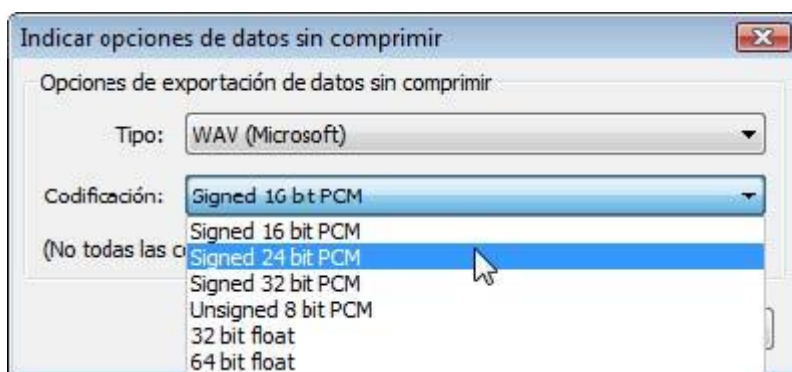 Indicar opciones de datos sin comprimir
Opciones de exportación de datos sin comprimir
Tipo: WAV (Microsoft)
Codificación: Signed 16 bit PCM
Signed 16 bit PCM
(No todas las
Signed 24 bit PCM
Signed 32 bit PCM
Unsigned 8 bit PCM
32 bit float
64 bit float